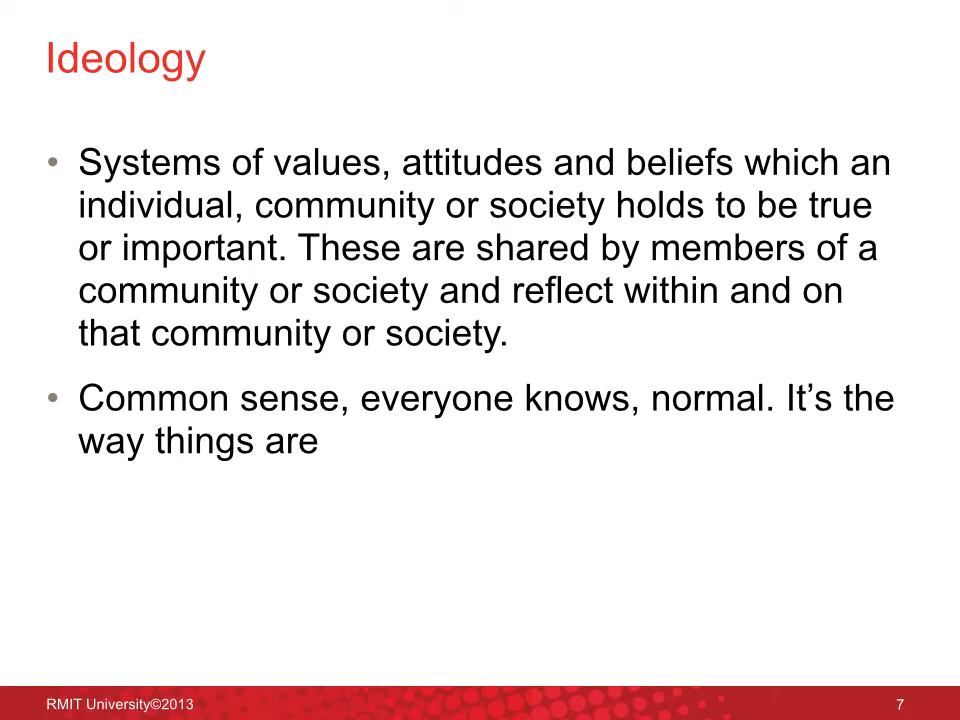 Ideology
• Systems of values, attitudes and beliefs which an
individual, community or society holds to be true
or important. These are shared by members of a
community or society and reflect within and on
that community or society.
• Common sense, everyone knows, normal. It’s the
way things are
RMIT University©2013
7